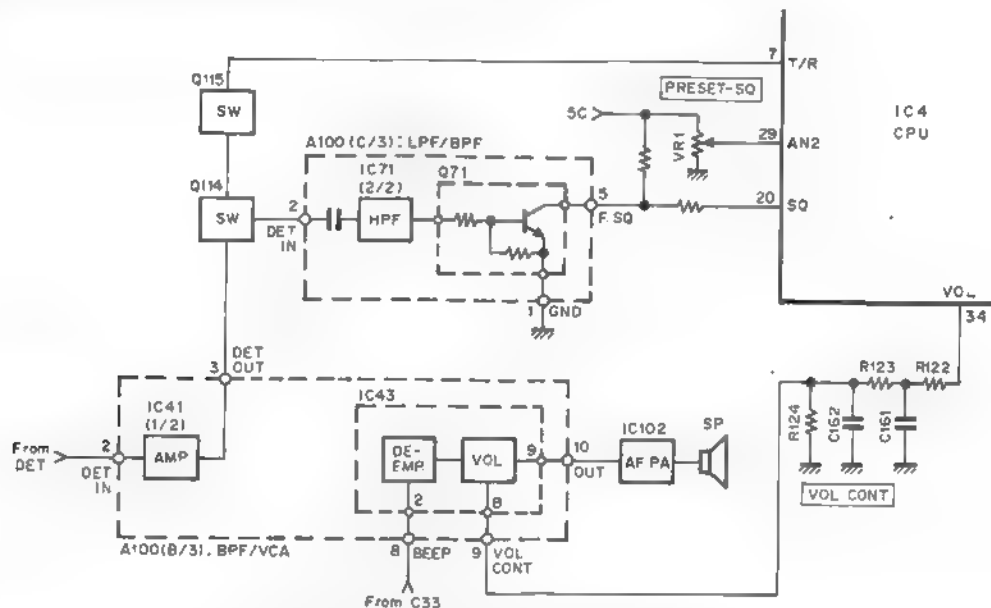 7
T/R
Q115
SW
PRESET-SQ
5C
IC4
CPU
A100(C/3):LPF/BPF
VR1
29
AN2
IC71
(2/2)
Q71
Q114
SW
2
HPF
5
F.SQ
20
SQ
DET
IN
1
GND
VOL
34
DET
OUT
3
R123
R122
IC43
IC41
(1/2)
R124
C162
C161
From
DET
2
AMP
DE-
EMP.
VOL
9
10
OUT
IC102
AF PA
SP
DET
IN
2
8
VOL CONT
A100(B/3).BPF/VCA
8
BEEP
9
VOL
CONT
From C33